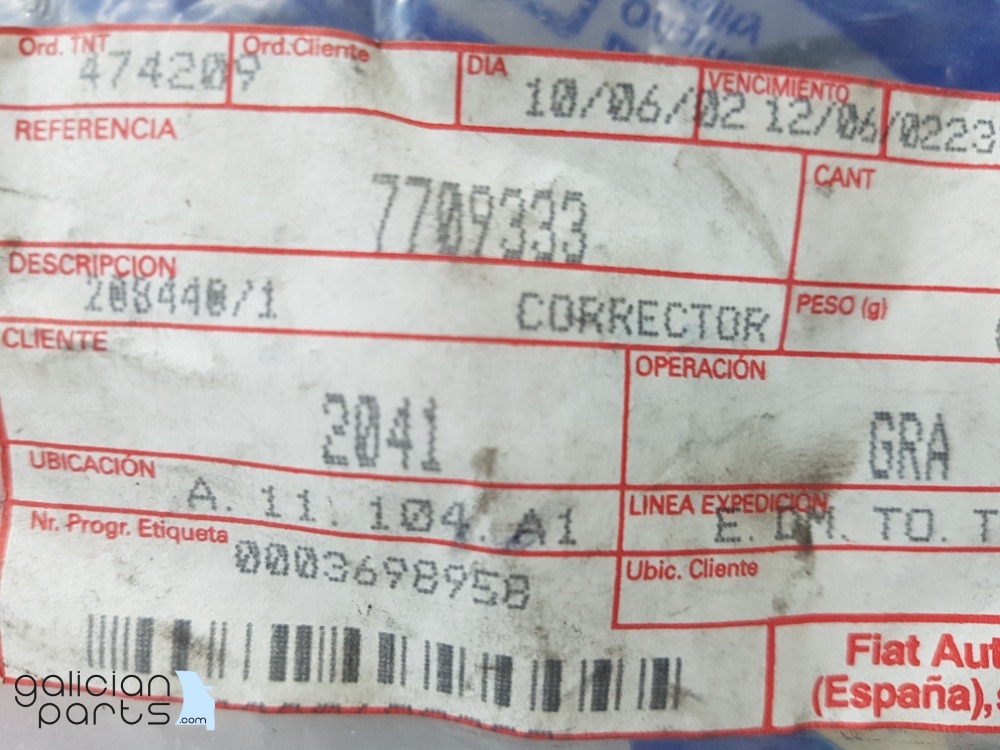 Ord. TNT Ord.Cliente DIA VENCIMIENTO
474209 10/06/02 12/06/0223
REFERENCIA CANT
7709333
DESCRIPCION PESO (g)
208440/1 CORRECTOR
CLIENTE OPERACIÓN
2041 GRA
UBICACIÓN LINEA EXPEDICIÓN
A. 11. 104. A1 E. DM. TO. T
Nr. Progr. Etiqueta Ubic. Cliente
0003698958
Fiat Aut
(España),
galician
parts.com